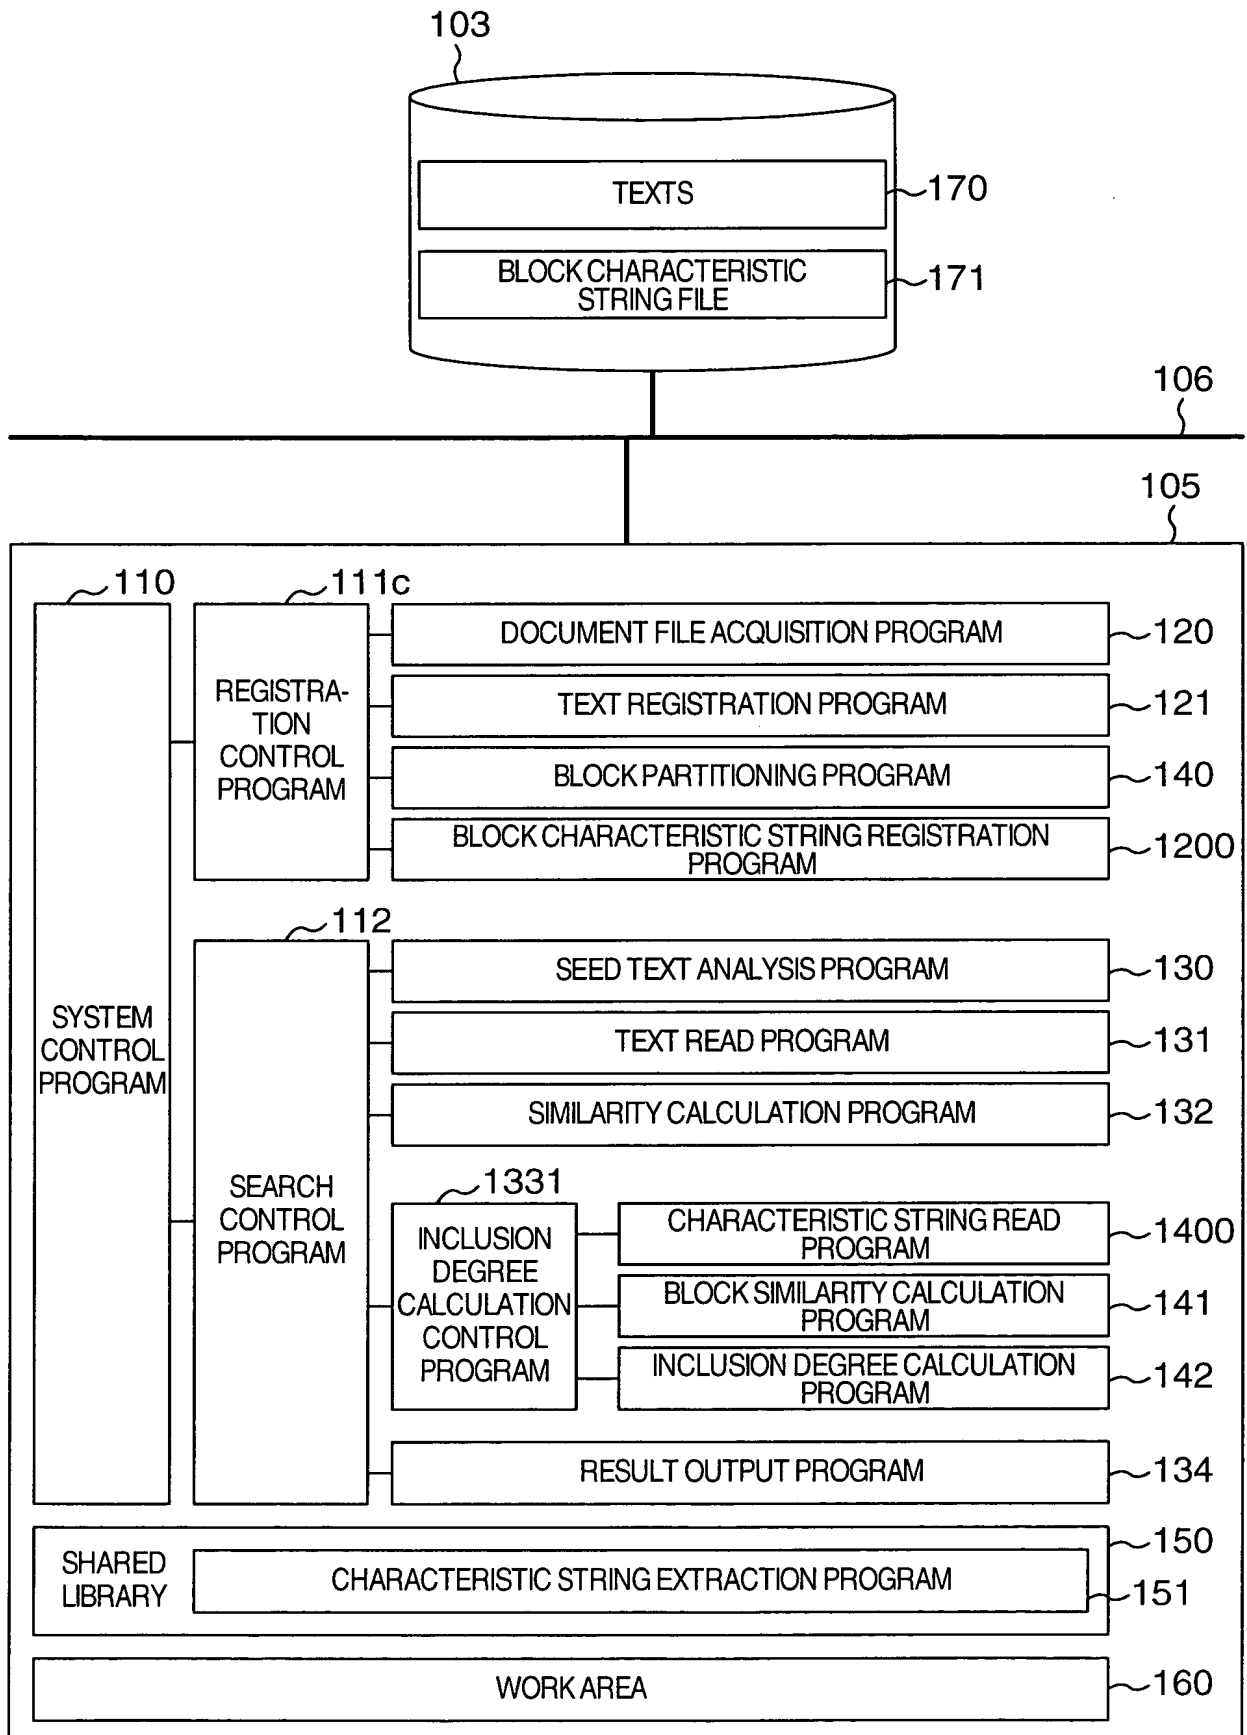 103
TEXTS
170
BLOCK CHARACTERISTIC
STRING FILE
171
106
105
110
111c
DOCUMENT FILE ACQUISITION PROGRAM
120
REGISTRA-
TION
CONTROL
PROGRAM
TEXT REGISTRATION PROGRAM
121
BLOCK PARTITIONING PROGRAM
140
BLOCK CHARACTERISTIC STRING REGISTRATION
PROGRAM
1200
112
SYSTEM
CONTROL
PROGRAM
SEED TEXT ANALYSIS PROGRAM
130
TEXT READ PROGRAM
131
SIMILARITY CALCULATION PROGRAM
132
SEARCH
CONTROL
PROGRAM
1331
INCLUSION
DEGREE
CALCULATION
CONTROL
PROGRAM
CHARACTERISTIC STRING READ
PROGRAM
1400
BLOCK SIMILARITY CALCULATION
PROGRAM
141
INCLUSION DEGREE CALCULATION
PROGRAM
142
RESULT OUTPUT PROGRAM
134
SHARED
LIBRARY
150
CHARACTERISTIC STRING EXTRACTION PROGRAM
151
WORK AREA
160